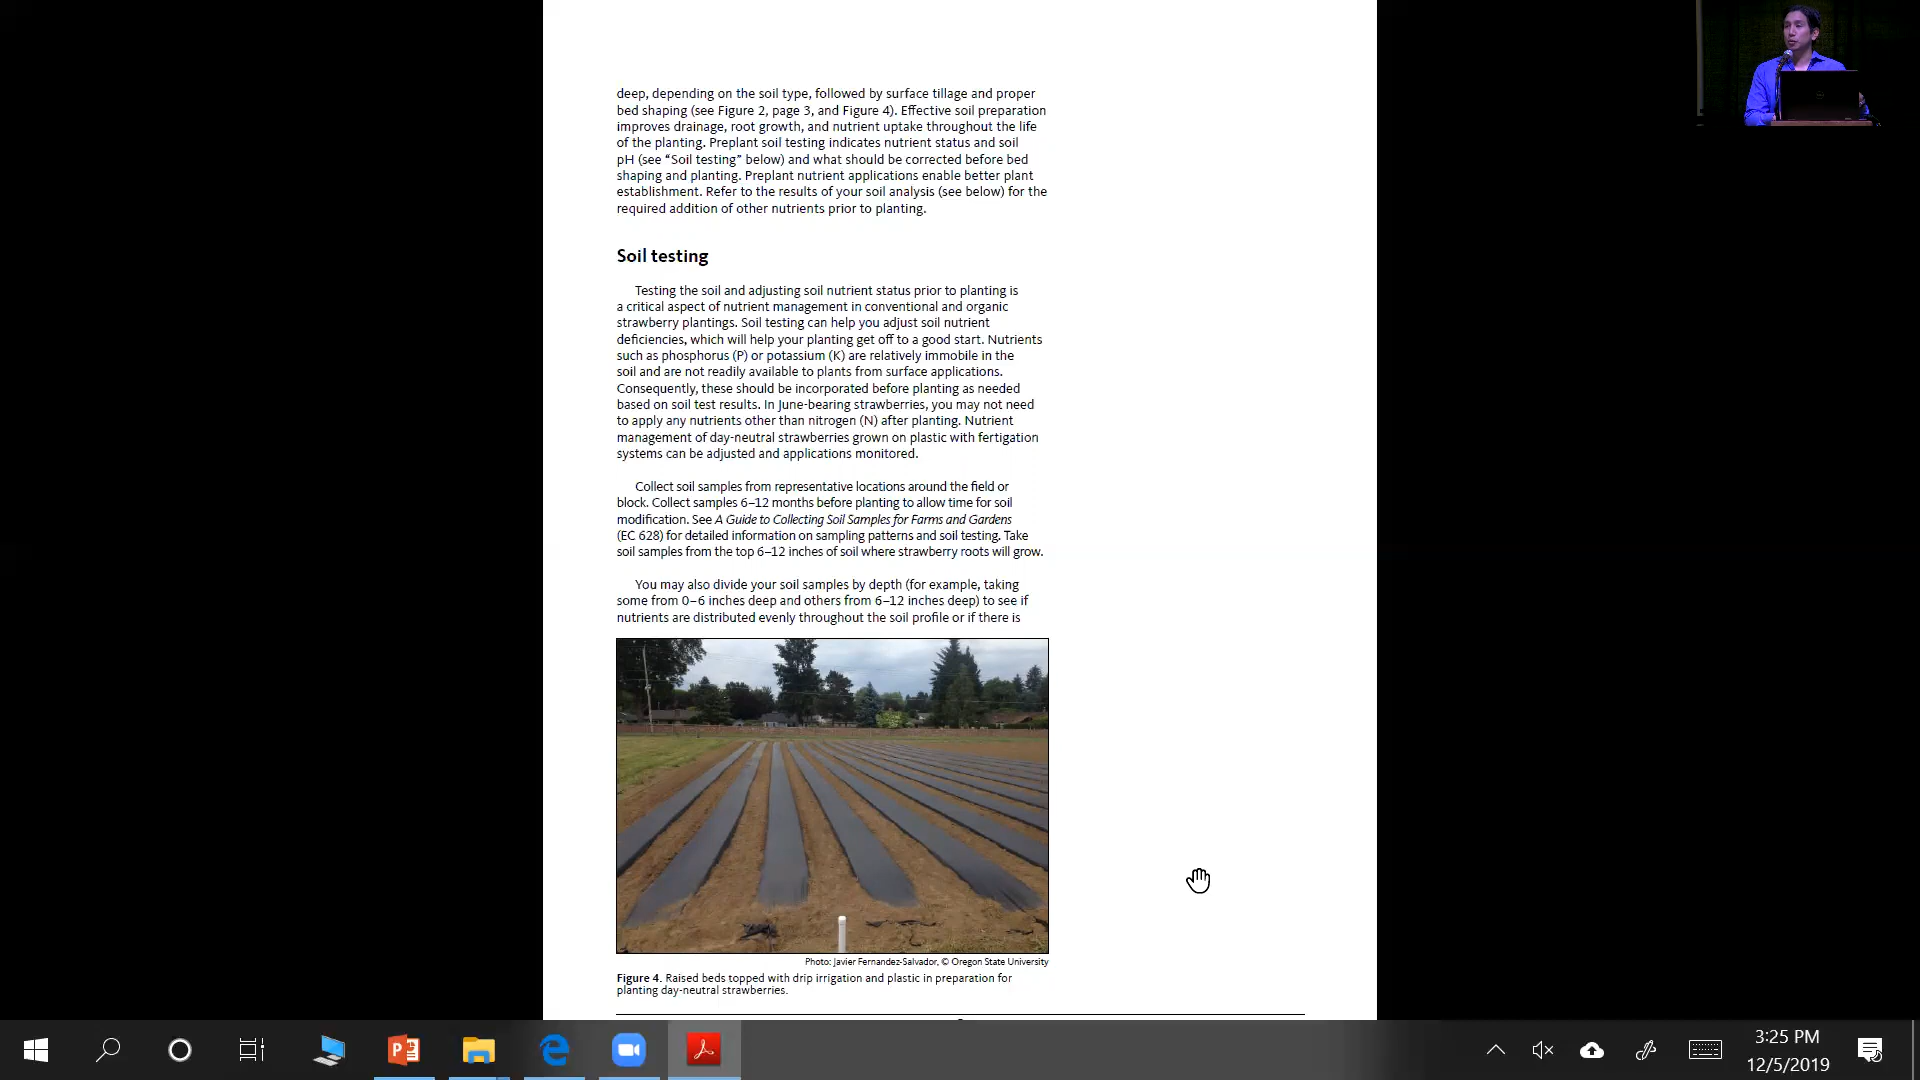 deep, depending on the soil type, followed by surface tillage and proper
bed shaping (see Figure 2, page 3, and Figure 4). Effective soil preparation
improves drainage, root growth, and nutrient uptake throughout the life
of the planting. Preplant soil testing indicates nutrient status and soil
pH (see “Soil testing” below) and what should be corrected before bed
shaping and planting. Preplant nutrient applications enable better plant
establishment. Refer to the results of your soil analysis (see below) for the
required addition of other nutrients prior to planting.
Soil testing
Testing the soil and adjusting soil nutrient status prior to planting is
a critical aspect of nutrient management in conventional and organic
strawberry plantings. Soil testing can help you adjust soil nutrient
deficiencies, which will help your planting get off to a good start. Nutrients
such as phosphorus (P) or potassium (K) are relatively immobile in the
soil and are not readily available to plants from surface applications.
Consequently, these should be incorporated before planting as needed
based on soil test results. In June-bearing strawberries, you may not need
to apply any nutrients other than nitrogen (N) after planting. Nutrient
management of day-neutral strawberries grown on plastic with fertigation
systems can be adjusted and applications monitored.
Collect soil samples from representative locations around the field or
block. Collect samples 6–12 months before planting to allow time for soil
modification. See A Guide to Collecting Soil Samples for Farms and Gardens
(EC 628) for detailed information on sampling patterns and soil testing. Take
soil samples from the top 6–12 inches of soil where strawberry roots will grow.
You may also divide your soil samples by depth (for example, taking
some from 0–6 inches deep and others from 6–12 inches deep) to see if
nutrients are distributed evenly throughout the soil profile or if there is
Photo: Javier Fernandez-Salvador, © Oregon State University
Figure 4. Raised beds topped with drip irrigation and plastic in preparation for
planting day-neutral strawberries.
3:25 PM
12/5/2019